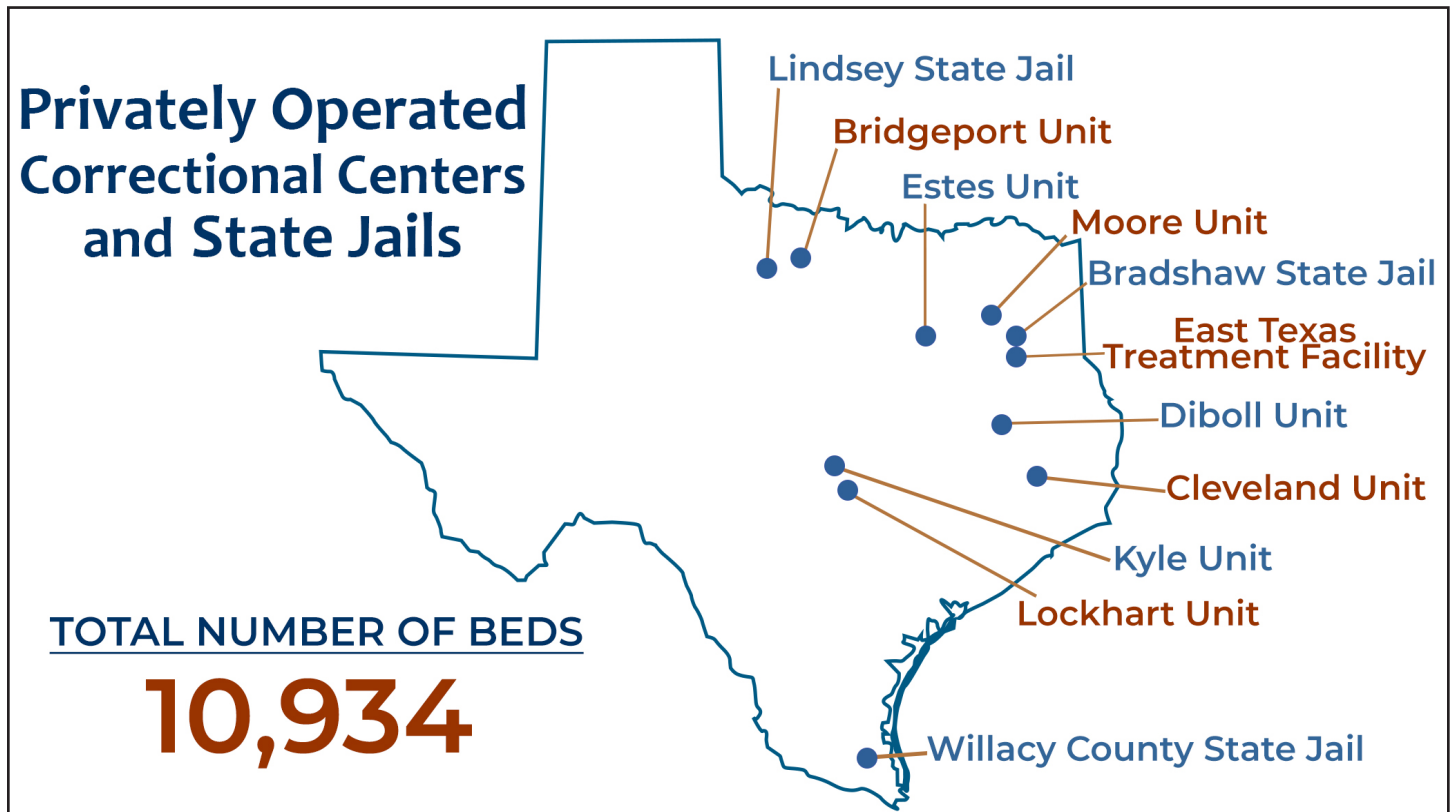 Privately Operated
Correctional Centers
and State Jails
Lindsey State Jail
Bridgeport Unit
Estes Unit
Moore Unit
Bradshaw State Jail
East Texas
Treatment Facility
Diboll Unit
Cleveland Unit
Kyle Unit
Lockhart Unit
TOTAL NUMBER OF BEDS
10,934
Willacy County State Jail